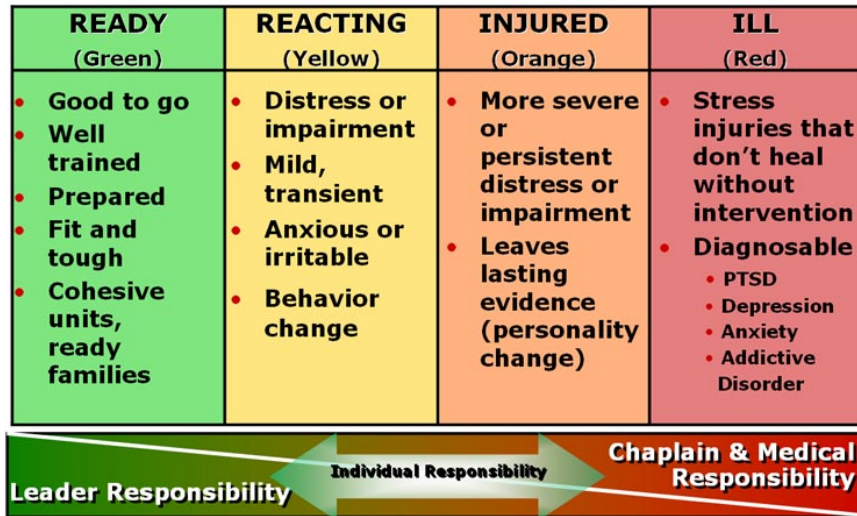 READY
(Green)
• Good to go
• Well
trained
• Prepared
• Fit and
tough
• Cohesive
units,
ready
families
REACTING
(Yellow)
• Distress or
impairment
• Mild,
transient
• Anxious or
irritable
• Behavior
change
INJURED
(Orange)
• More severe
or
persistent
distress or
impairment
• Leaves
lasting
evidence
(personality
change)
ILL
(Red)
• Stress
injuries that
don’t heal
without
intervention
• Diagnosable
• PTSD
• Depression
• Anxiety
• Addictive
Disorder
Leader Responsibility
Individual Responsibility
Chaplain & Medical
Responsibility